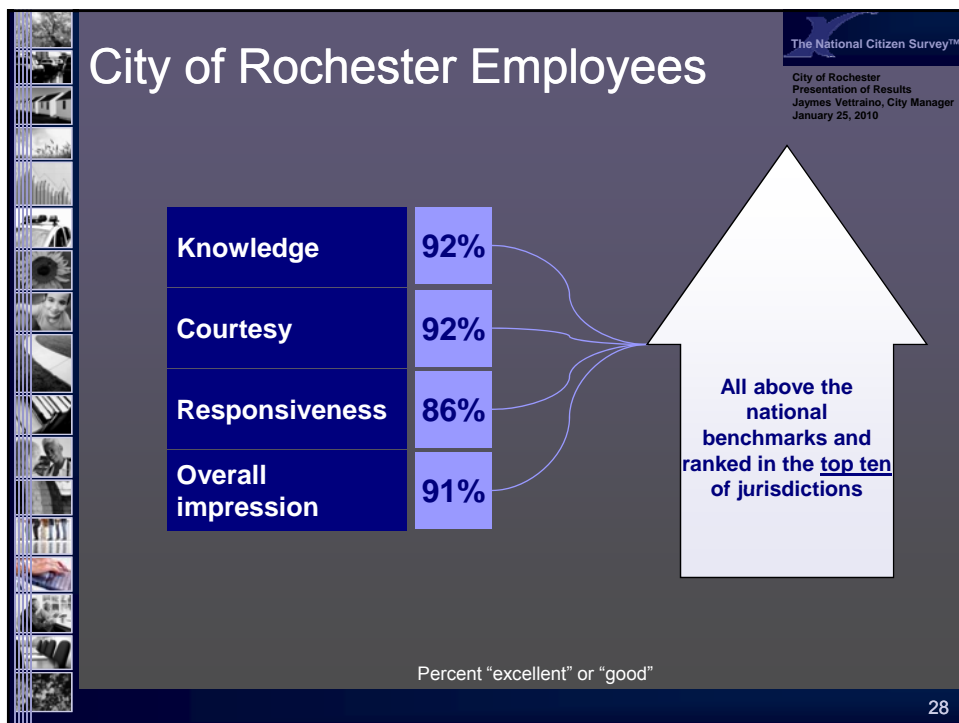 City of Rochester Employees
The National Citizen Survey™
City of Rochester
Presentation of Results
Jaymes Vettraino, City Manager
January 25, 2010
Knowledge 92%
Courtesy 92%
Responsiveness 86%
Overall
impression 91%
All above the
national
benchmarks and
ranked in the top ten
of jurisdictions
Percent “excellent” or “good”
28